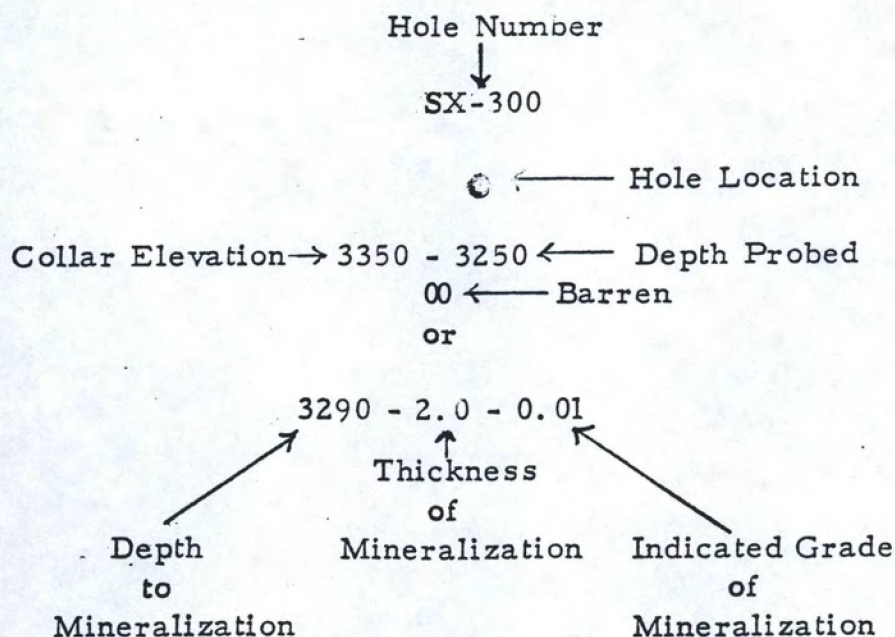 Hole Number
SX-300
Hole Location
Collar Elevation → 3350 - 3250 ← Depth Probed
00 ← Barren
or
3290 - 2.0 - 0.01
Thickness
of
Depth Mineralization Indicated Grade
to of
Mineralization Mineralization